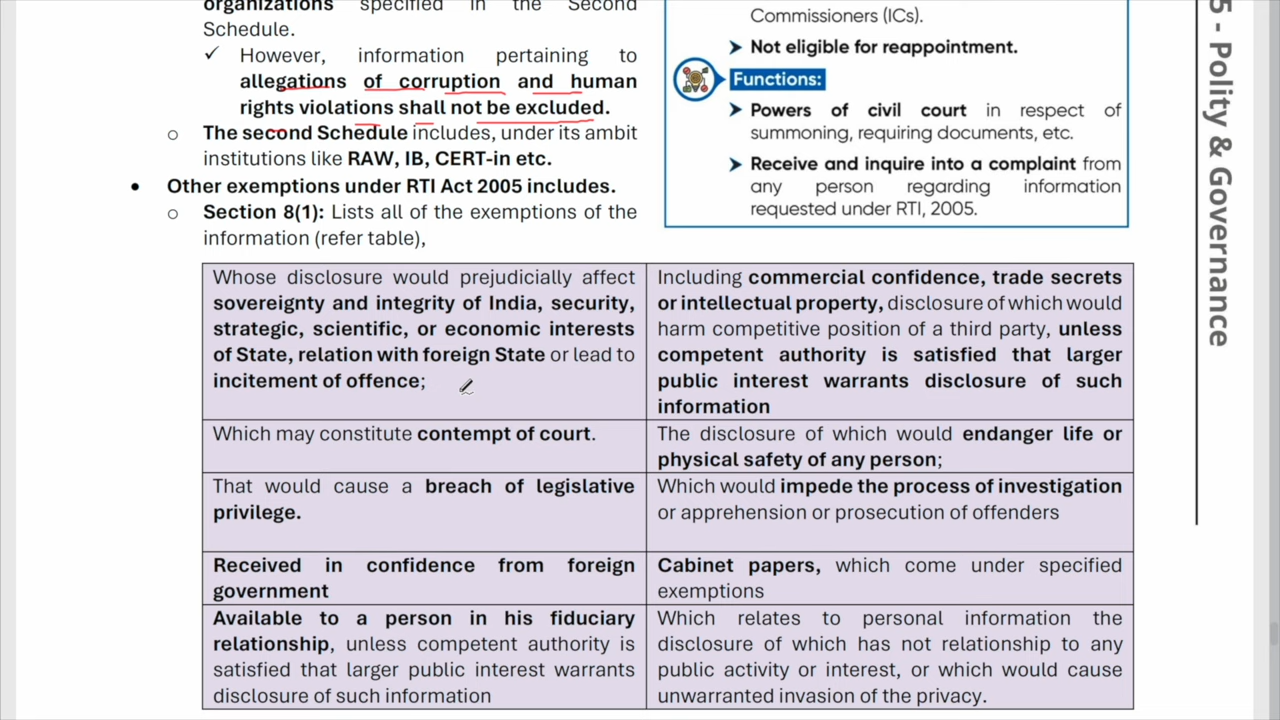 organizations specified in the Second
Schedule.
✓ However, information pertaining to
allegations of corruption and human
rights violations shall not be excluded.
o The second Schedule includes, under its ambit
institutions like RAW, IB, CERT-in etc.
• Other exemptions under RTI Act 2005 includes.
o Section 8(1): Lists all of the exemptions of the
information (refer table),
Commissioners (ICs).
➤ Not eligible for reappointment.
Functions:
➤ Powers of civil court in respect of
summoning, requiring documents, etc.
➤ Receive and inquire into a complaint from
any person regarding information
requested under RTI, 2005.
Whose disclosure would prejudicially affect
sovereignty and integrity of India, security,
strategic, scientific, or economic interests
of State, relation with foreign State or lead to
incitement of offence;
Including commercial confidence, trade secrets
or intellectual property, disclosure of which would
harm competitive position of a third party, unless
competent authority is satisfied that larger
public interest warrants disclosure of such
information
Which may constitute contempt of court.
The disclosure of which would endanger life or
physical safety of any person;
That would cause a breach of legislative
privilege.
Which would impede the process of investigation
or apprehension or prosecution of offenders
Received in confidence from foreign
government
Cabinet papers, which come under specified
exemptions
Available to a person in his fiduciary
relationship, unless competent authority is
satisfied that larger public interest warrants
disclosure of such information
Which relates to personal information the
disclosure of which has not relationship to any
public activity or interest, or which would cause
unwarranted invasion of the privacy.
5 - Polity & Governance